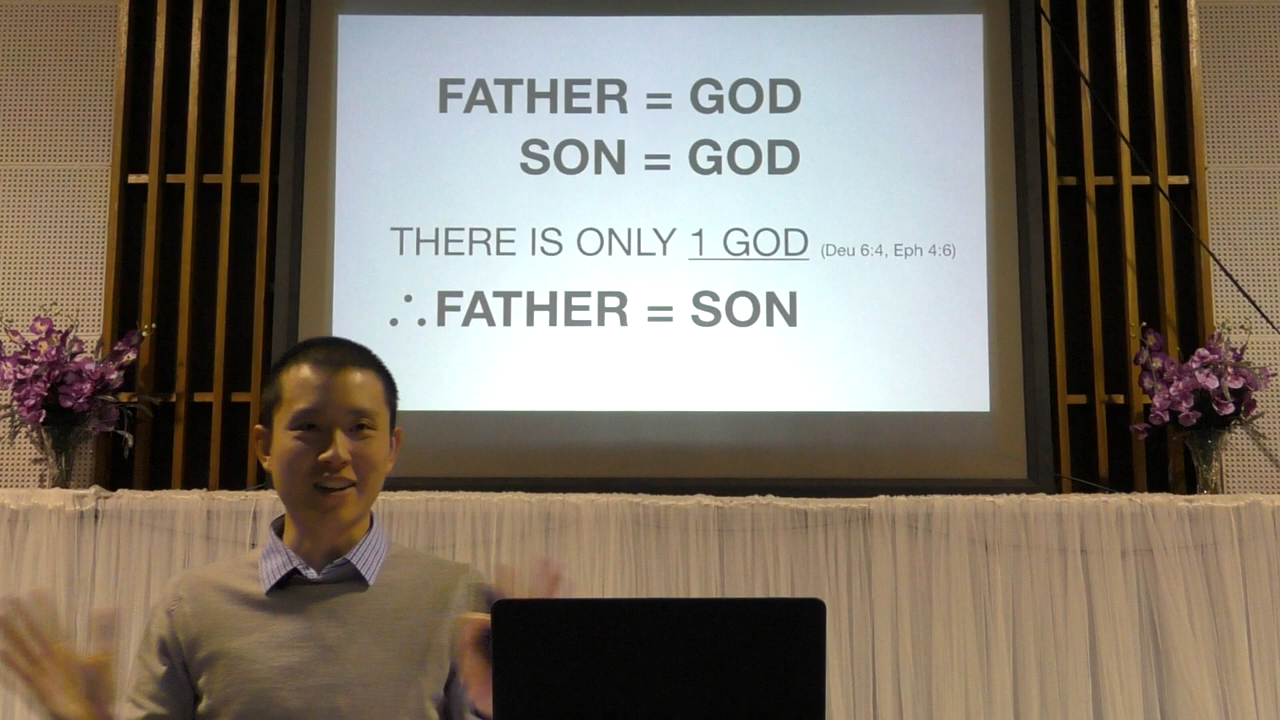 FATHER = GOD
SON = GOD
THERE IS ONLY 1 GOD (Deu 6:4, Eph 4:6)
∴FATHER = SON